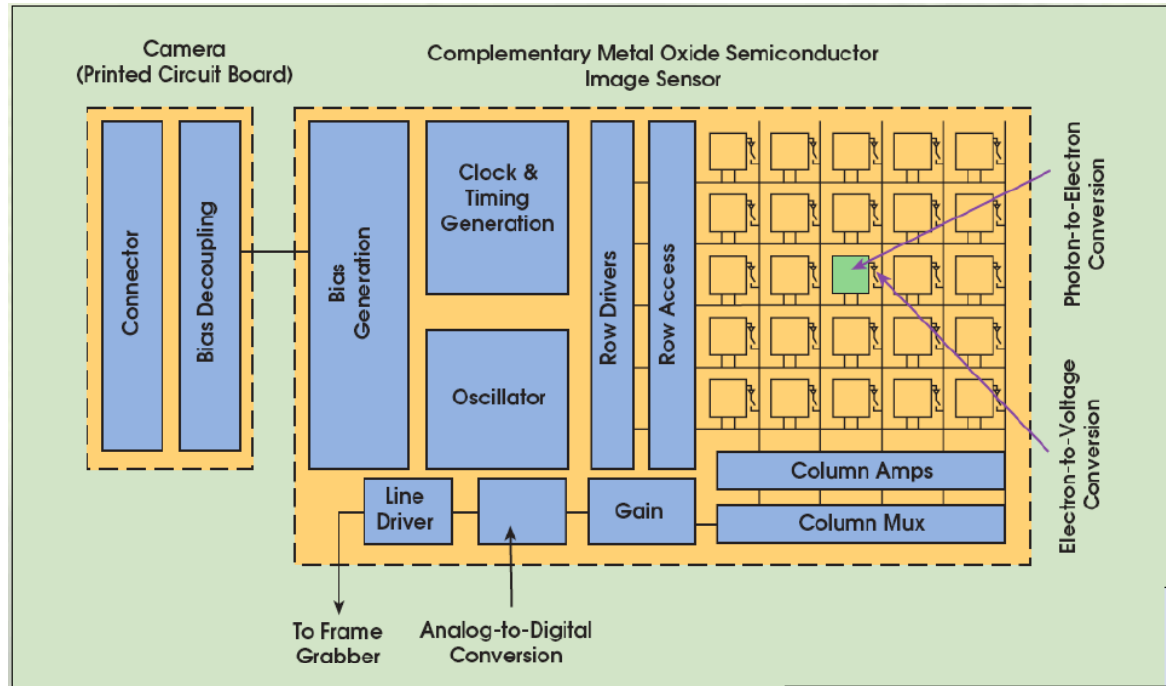 Camera
(Printed Circuit Board)
Complementary Metal Oxide Semiconductor
Image Sensor
Connector
Bias Decoupling
Bias
Generation
Clock &
Timing
Generation
Oscillator
Row Drivers
Row Access
Photon-to-Electron
Conversion
Electron-to-Voltage
Conversion
Column Amps
Column Mux
Line
Driver
Gain
To Frame
Grabber
Analog-to-Digital
Conversion